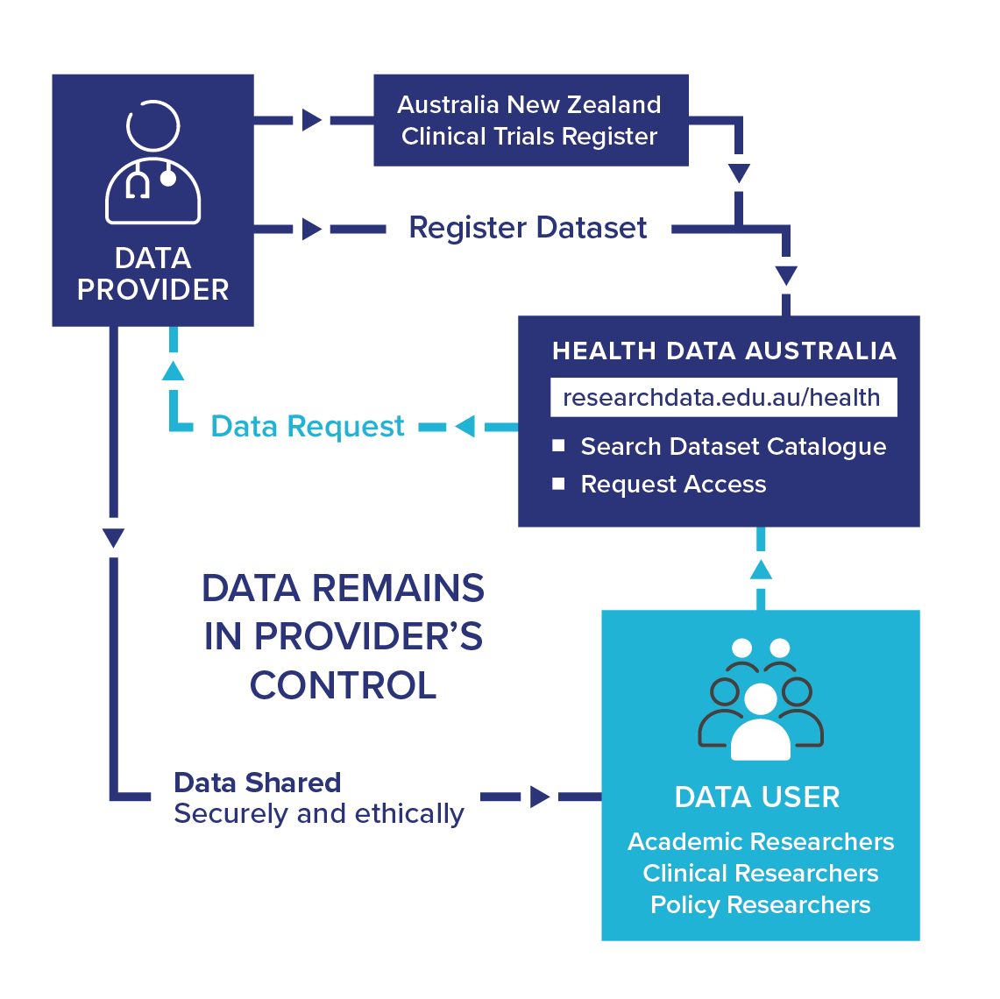 Australia New Zealand
Clinical Trials Register
Register Dataset
DATA
PROVIDER
HEALTH DATA AUSTRALIA
researchdata.edu.au/health
Search Dataset Catalogue
Request Access
Data Request
DATA REMAINS
IN PROVIDER’S
CONTROL
Data Shared
Securely and ethically
DATA USER
Academic Researchers
Clinical Researchers
Policy Researchers